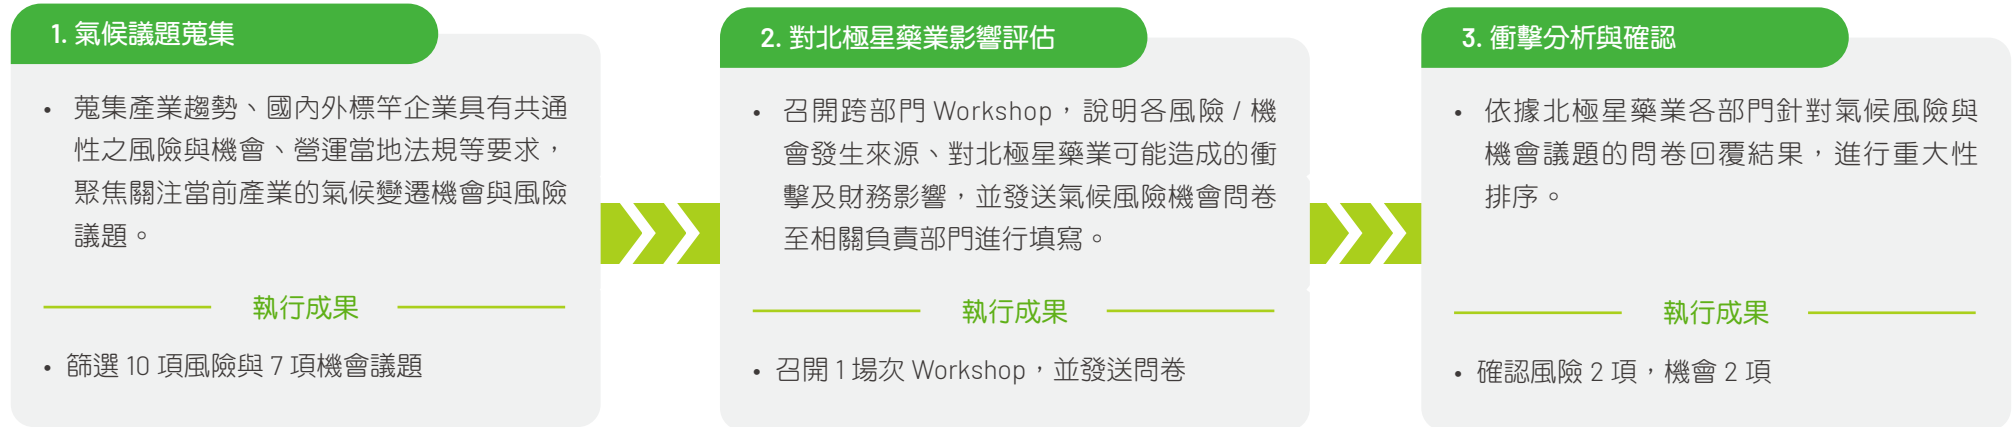 1. 氣候議題蒐集
• 蒐集產業趨勢、國內外標竿企業具有共通
性之風險與機會、營運當地法規等要求，
聚焦關注當前產業的氣候變遷機會與風險
議題。
執行成果
• 篩選 10 項風險與 7 項機會議題
2. 對北極星藥業影響評估
• 召開跨部門 Workshop，說明各風險 / 機
會發生來源、對北極星藥業可能造成的衝
擊及財務影響，並發送氣候風險機會問卷
至相關負責部門進行填寫。
執行成果
• 召開 1 場次 Workshop，並發送問卷
3. 衝擊分析與確認
• 依據北極星藥業各部門針對氣候風險與
機會議題的問卷回覆結果，進行重大性
排序。
執行成果
• 確認風險 2 項，機會 2 項